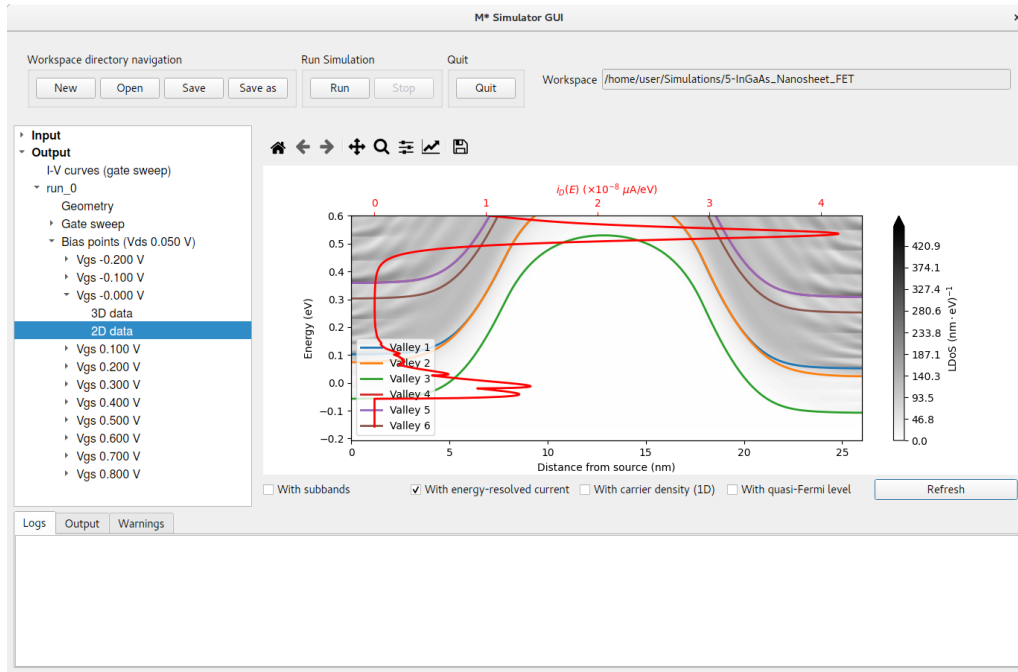 M* Simulator GUI
Workspace directory navigation
Run Simulation
Quit
New
Open
Save
Save as
Run
Stop
Quit
Workspace
/home/user/Simulations/5-InGaAs_Nanosheet_FET
Input
Output
I-V curves (gate sweep)
run_0
Geometry
Gate sweep
Bias points (Vds 0.050 V)
Vgs -0.200 V
Vgs -0.100 V
Vgs -0.000 V
3D data
2D data
Vgs 0.100 V
Vgs 0.200 V
Vgs 0.300 V
Vgs 0.400 V
Vgs 0.500 V
Vgs 0.600 V
Vgs 0.700 V
Vgs 0.800 V
i_D(E) (×10⁻⁸ μA/eV)
0 1 2 3 4
0.6
0.5
0.4
0.3
0.2
0.1
0.0
−0.1
−0.2
Energy (eV)
Valley 1
Valley 2
Valley 3
Valley 4
Valley 5
Valley 6
0 5 10 15 20 25
Distance from source (nm)
420.9
374.1
327.4
280.6
233.8
187.1
140.3
93.5
46.8
0.0
LDoS (nm · eV)⁻¹
With subbands
With energy-resolved current
With carrier density (1D)
With quasi-Fermi level
Refresh
Logs
Output
Warnings